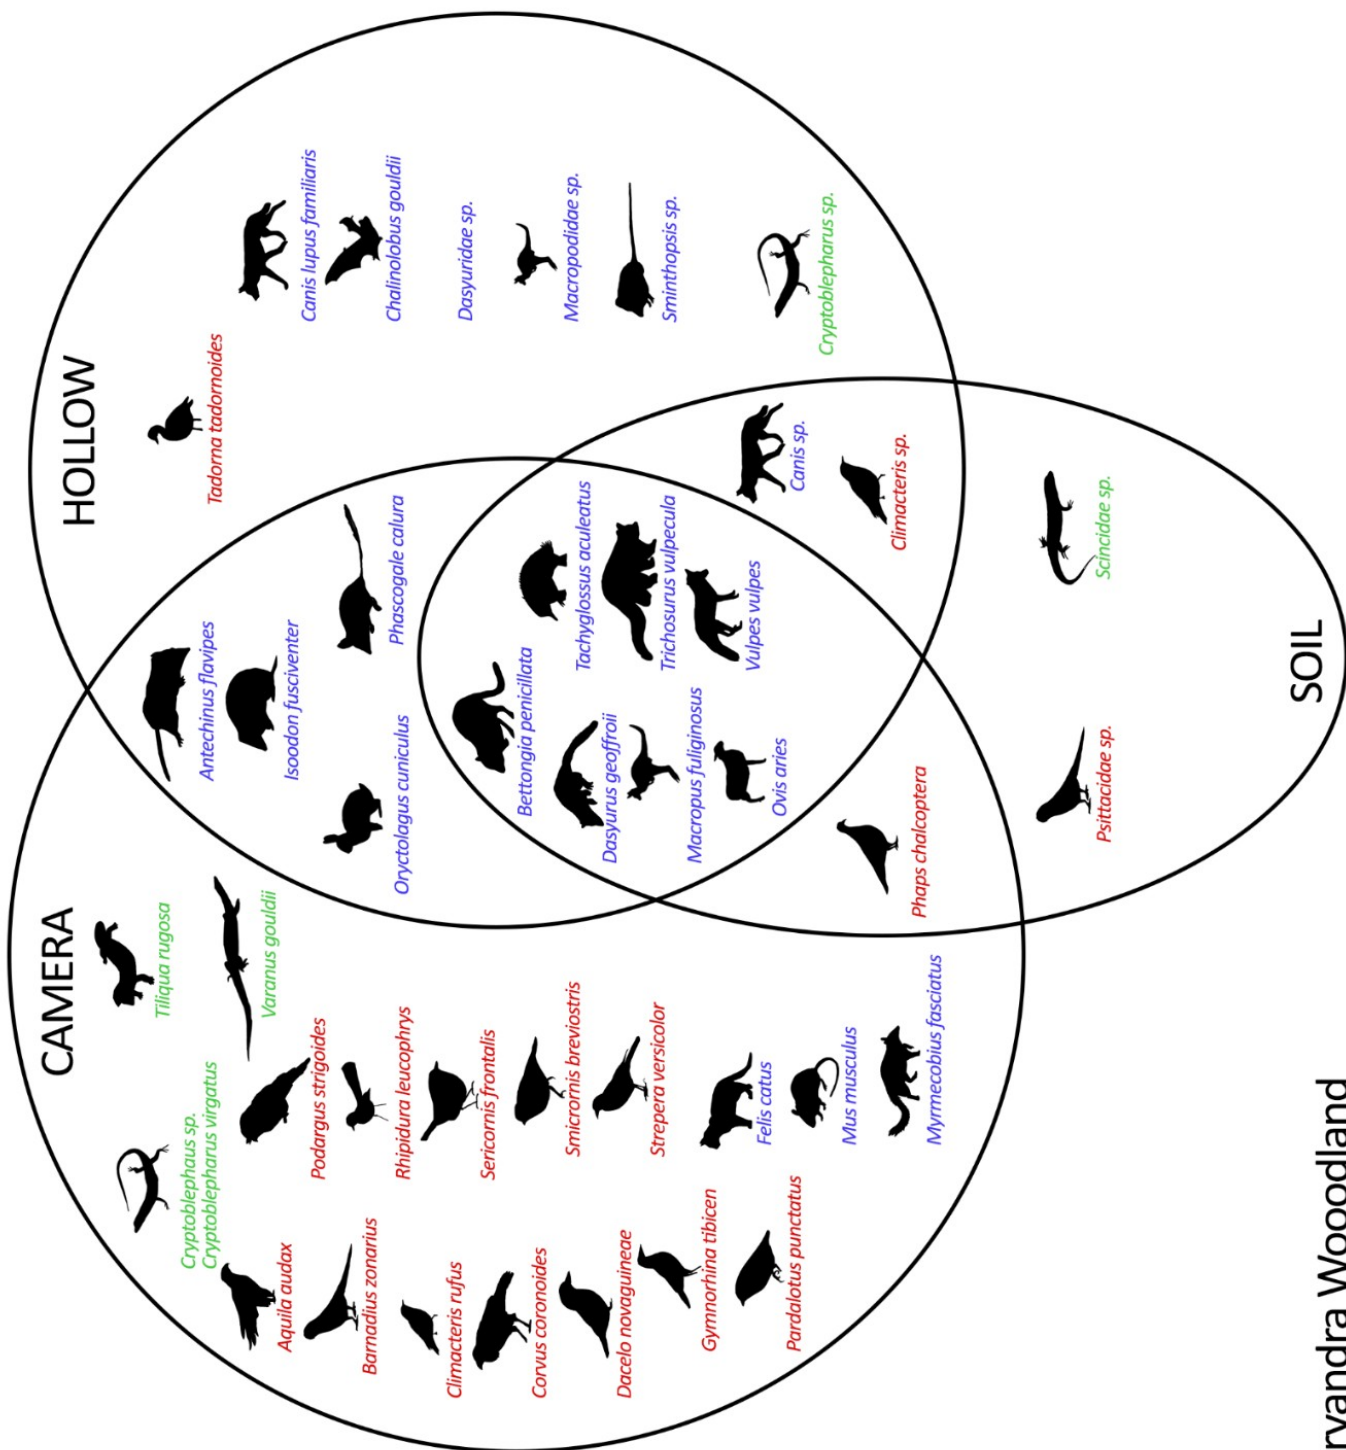 CAMERA
HOLLOW
SOIL
Cryptoblephaus sp.
Cryptoblepharus virgatus
Tiliqua rugosa
Varanus gouldii
Aquila audax
Barnadius zonarius
Climacteris rufus
Corvus coronoides
Dacelo novaguineae
Gymnorhina tibicen
Pardalotus punctatus
Podargus strigoides
Rhipidura leucophrys
Sericornis frontalis
Smicrornis breviostris
Strepera versicolor
Felis catus
Mus musculus
Myrmecobius fasciatus
Antechinus flavipes
Isoodon fusciventer
Oryctolagus cuniculus
Phascogale calura
Tadorna tadornoides
Canis lupus familiaris
Chalinolobus gouldii
Dasyuridae sp.
Macropodidae sp.
Sminthopsis sp.
Cryptoblepharus sp.
Bettongia penicillata
Dasyurus geoffroii
Macropus fuliginosus
Ovis aries
Tachyglossus aculeatus
Trichosurus vulpecula
Vulpes vulpes
Canis sp.
Climacteris sp.
Phaps chalcoptera
Psittacidae sp.
Scincidae sp.
ryandra Wooodland